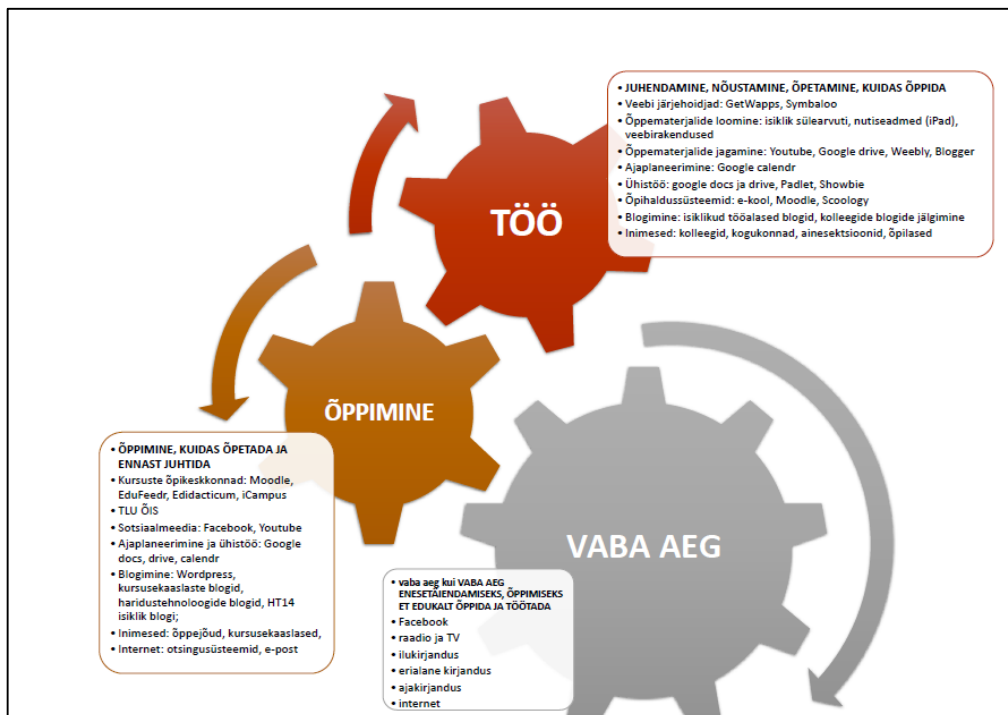 • JUHENDAMINE, NÕUSTAMINE, ÕPETAMINE, KUIDAS ÕPPIDA
• Veebi järjehoidjad: GetWapps, Symbaloo
• Õppematerjalide loomine: isiklik sülearvuti, nutiseadmed (iPad),
veebirakendused
• Õppematerjalide jagamine: Youtube, Google drive, Weebly, Blogger
• Ajaplaneerimine: Google calendr
• Ühistöö: google docs ja drive, Padlet, Showbie
• Õpihaldussüsteemid: e-kool, Moodle, Scoology
• Blogimine: isiklikud tööalased blogid, kolleegide blogide jälgimine
• Inimesed: kolleegid, kogukonnad, ainesektsioonid, õpilased
TÖÖ
ÕPPIMINE
• ÕPPIMINE, KUIDAS ÕPETADA JA
ENNAST JUHTIDA
• Kursuste õpikeskkonnad: Moodle,
EduFeedr, Edidacticum, iCampus
• TLU ÕIS
• Sotsiaalmeedia: Facebook, Youtube
• Ajaplaneerimine ja ühistöö: Google
docs, drive, calendr
• Blogimine: Wordpress,
kursusekaaslaste blogid,
haridustehnoloogide blogid, HT14
isiklik blogi;
• Inimesed: õppejõud, kursusekaaslased,
• Internet: otsingusüsteemid, e-post
VABA AEG
• vaba aeg kui VABA AEG
ENESETÄIENDAMISEKS, ÕPPIMISEKS
ET EDUKALT ÕPPIDA JA TÖÖTADA
• Facebook
• raadio ja TV
• ilukirjandus
• erialane kirjandus
• ajakirjandus
• internet